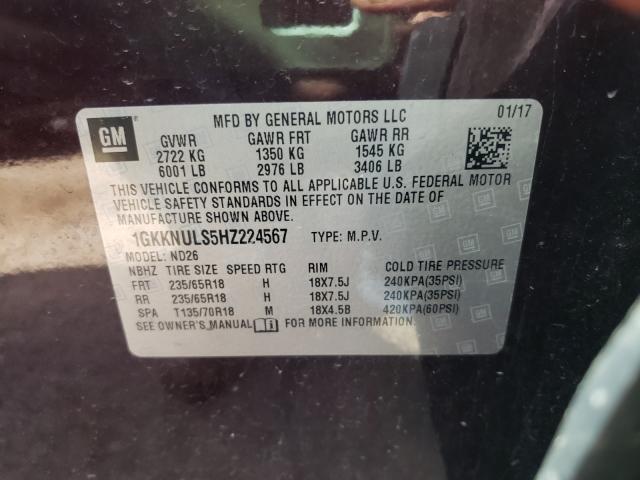 GM
MFD BY GENERAL MOTORS LLC 01/17
GVWR GAWR FRT GAWR RR
2722 KG 1350 KG 1545 KG
6001 LB 2976 LB 3406 LB
THIS VEHICLE CONFORMS TO ALL APPLICABLE U.S. FEDERAL MOTOR
VEHICLE SAFETY STANDARDS IN EFFECT ON THE DATE OF
MANUFACTURE SHOWN ABOVE.
1GKKNULS5HZ224567 TYPE: M.P.V.
MODEL: ND26
NBHZ TIRE SIZE SPEED RTG RIM COLD TIRE PRESSURE
FRT 235/65R18 H 18X7.5J 240KPA(35PSI)
RR 235/65R18 H 18X7.5J 240KPA(35PSI)
SPA T135/70R18 M 18X4.5B 420KPA(60PSI)
SEE OWNER'S MANUAL FOR MORE INFORMATION.